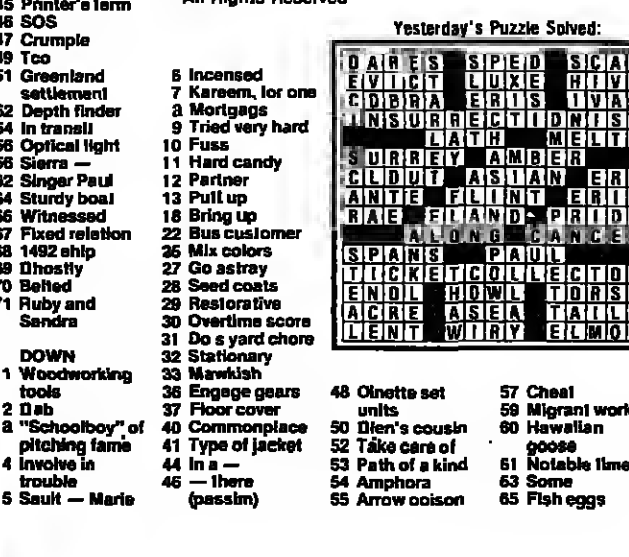 45 Printer's term
46 SOS
47 Crumple
49 Too
51 Greenland
settlement
52 Depth finder
54 In transit
56 Optical light
58 Sierra —
62 Singer Paul
64 Sturdy boat
66 Witnessed
67 Fixed relation
68 1492 ship
69 Ghostly
70 Belted
71 Ruby and
Sandra
DOWN
1 Woodworking
tools
2 Dab
3 "Schoolboy" of
pitching fame
4 Involve in
trouble
5 Sault — Marie
All Rights Reserved
6 Incensed
7 Kareem, for one
8 Mortgage
9 Tried very hard
10 Fuss
11 Hard candy
12 Partner
13 Pull up
18 Bring up
22 Bus customer
25 Mix colors
27 Go astray
28 Seed coats
29 Restorative
30 Overtime score
31 Do a yard chore
32 Stationary
33 Mawkish
36 Engage gears
37 Floor cover
40 Commonplace
41 Type of jacket
44 In a —
46 — there
(passim)
Yesterday's Puzzle Solved:
DARES SPED SCA
EVICT LUXE HIV
COBRA ERIS IVA
INSURRECTIONIS
LATH MELT
SURREY AMBER
CLOUT ASIAN ER
ANTE FLINT ERI
RAE ELAND PRID
ALONG CANCE
SPANS PAUL
TICKETCOLLECTO
ENOL HOWL TORS
ACRE ASEA TAIL
LENT WIRY ELMO
48 Dinette set
units
50 Dien's cousin
52 Take care of
53 Path of a kind
54 Amphora
55 Arrow poison
57 Cheat
59 Migrant work
60 Hawaiian
goose
61 Notable time
63 Some
65 Fish eggs